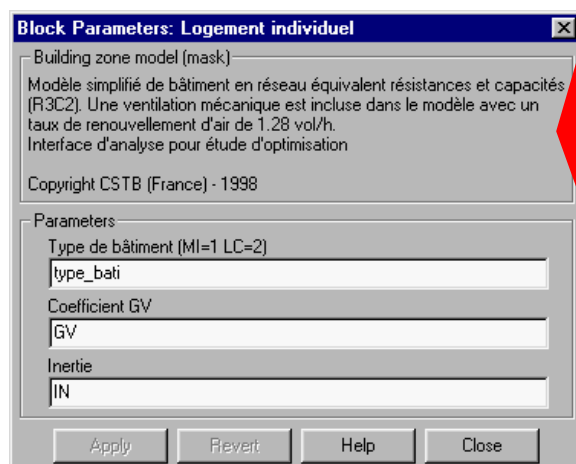 Block Parameters: Logement individuel
Building zone model (mask)
Modèle simplifié de bâtiment en réseau équivalent résistances et capacités
(R3C2). Une ventilation mécanique est incluse dans le modèle avec un
taux de renouvellement d'air de 1.28 vol/h.
Interface d'analyse pour étude d'optimisation
Copyright CSTB (France) - 1998
Parameters
Type de bâtiment (MI=1 LC=2)
type_bati
Coefficient GV
GV
Inertie
IN
Apply Revert Help Close